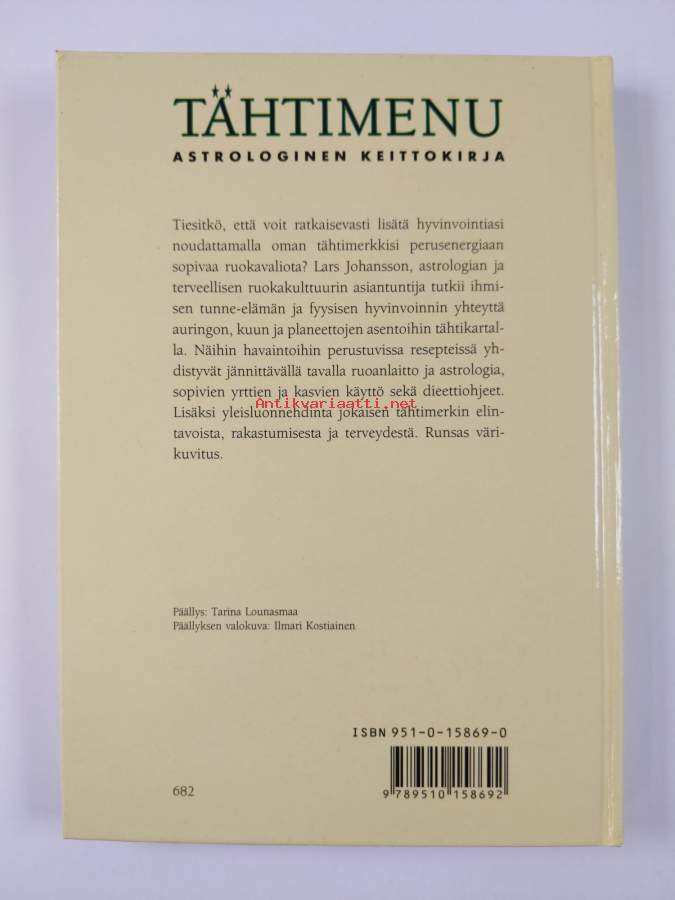 TÄHTIMENU
ASTROLOGINEN KEITTOKIRJA
Tiesitkö, että voit ratkaisevasti lisätä hyvinvointiasi
noudattamalla oman tähtimerkkisi perusenergiaan
sopivaa ruokavaliota? Lars Johansson, astrologian ja
terveellisen ruokakulttuurin asiantuntija tutkii ihmi-
sen tunne-elämän ja fyysisen hyvinvoinnin yhteyttä
auringon, kuun ja planeettojen asentoihin tähtikartal-
la. Näihin havaintoihin perustuvissa resepteissä yh-
distyvät jännittävällä tavalla ruoanlaitto ja astrologia,
sopivien yrttien ja kasvien käyttö sekä dieettiohjeet.
Antikvariaatti.net
Lisäksi yleisluonnehdinta jokaisen tähtimerkin elin-
tavoista, rakastumisesta ja terveydestä. Runsas väri-
kuvitus.
Päällys: Tarina Lounasmaa
Päällyksen valokuva: Ilmari Kostiainen
ISBN 951-0-15869-0
9 789510 158692
682